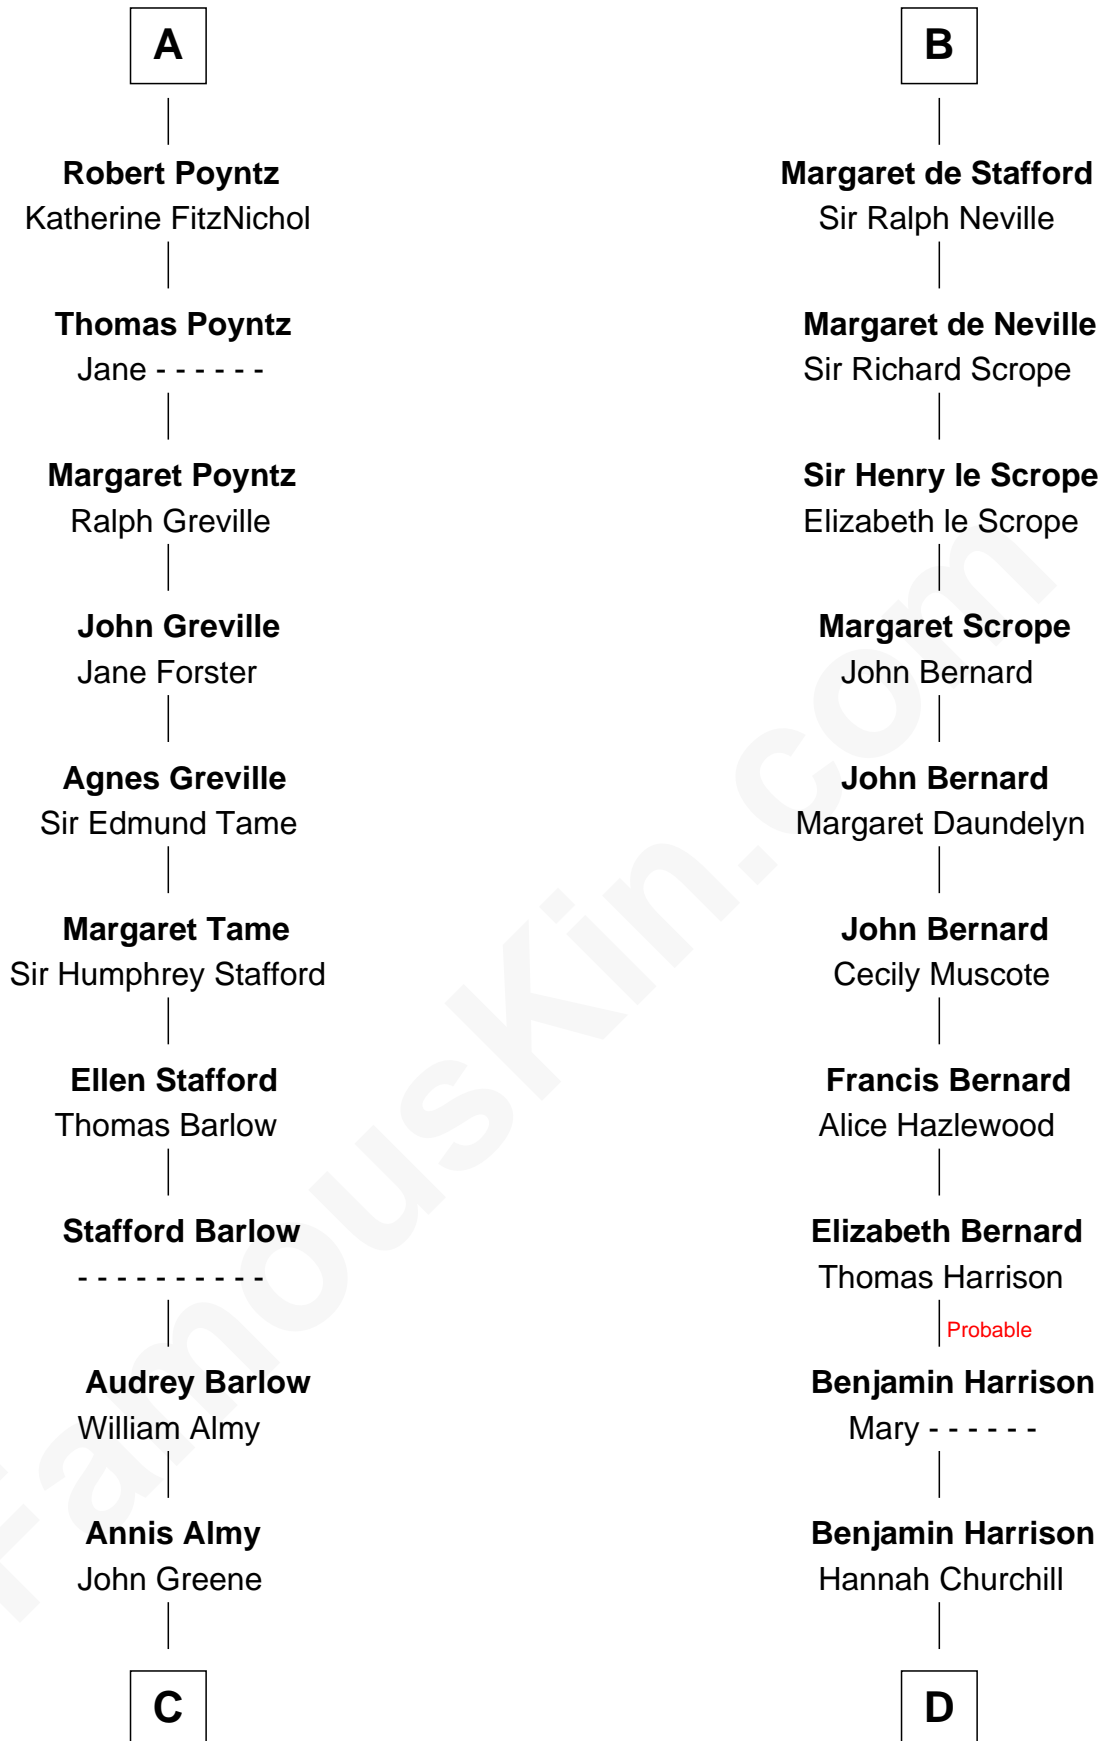 A
Robert Poyntz
Katherine FitzNichol
Thomas Poyntz
Jane - - - - - -
Margaret Poyntz
Ralph Greville
John Greville
Jane Forster
Agnes Greville
Sir Edmund Tame
Margaret Tame
Sir Humphrey Stafford
Ellen Stafford
Thomas Barlow
Stafford Barlow
- - - - - - - - - -
Audrey Barlow
William Almy
Annis Almy
John Greene
C
B
Margaret de Stafford
Sir Ralph Neville
Margaret de Neville
Sir Richard Scrope
Sir Henry le Scrope
Elizabeth le Scrope
Margaret Scrope
John Bernard
John Bernard
Margaret Daundelyn
John Bernard
Cecily Muscote
Francis Bernard
Alice Hazlewood
Elizabeth Bernard
Thomas Harrison
Probable
Benjamin Harrison
Mary - - - - - -
Benjamin Harrison
Hannah Churchill
D
FamousKin.com